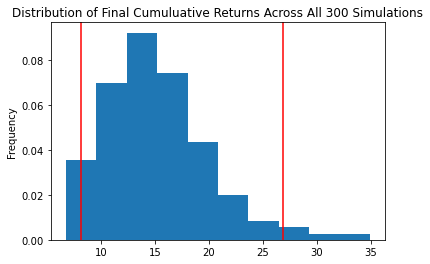 Distribution of Final Cumuluative Returns Across All 300 Simulations
Frequency
0.08
0.06
0.04
0.02
0.00
10 15 20 25 30 35